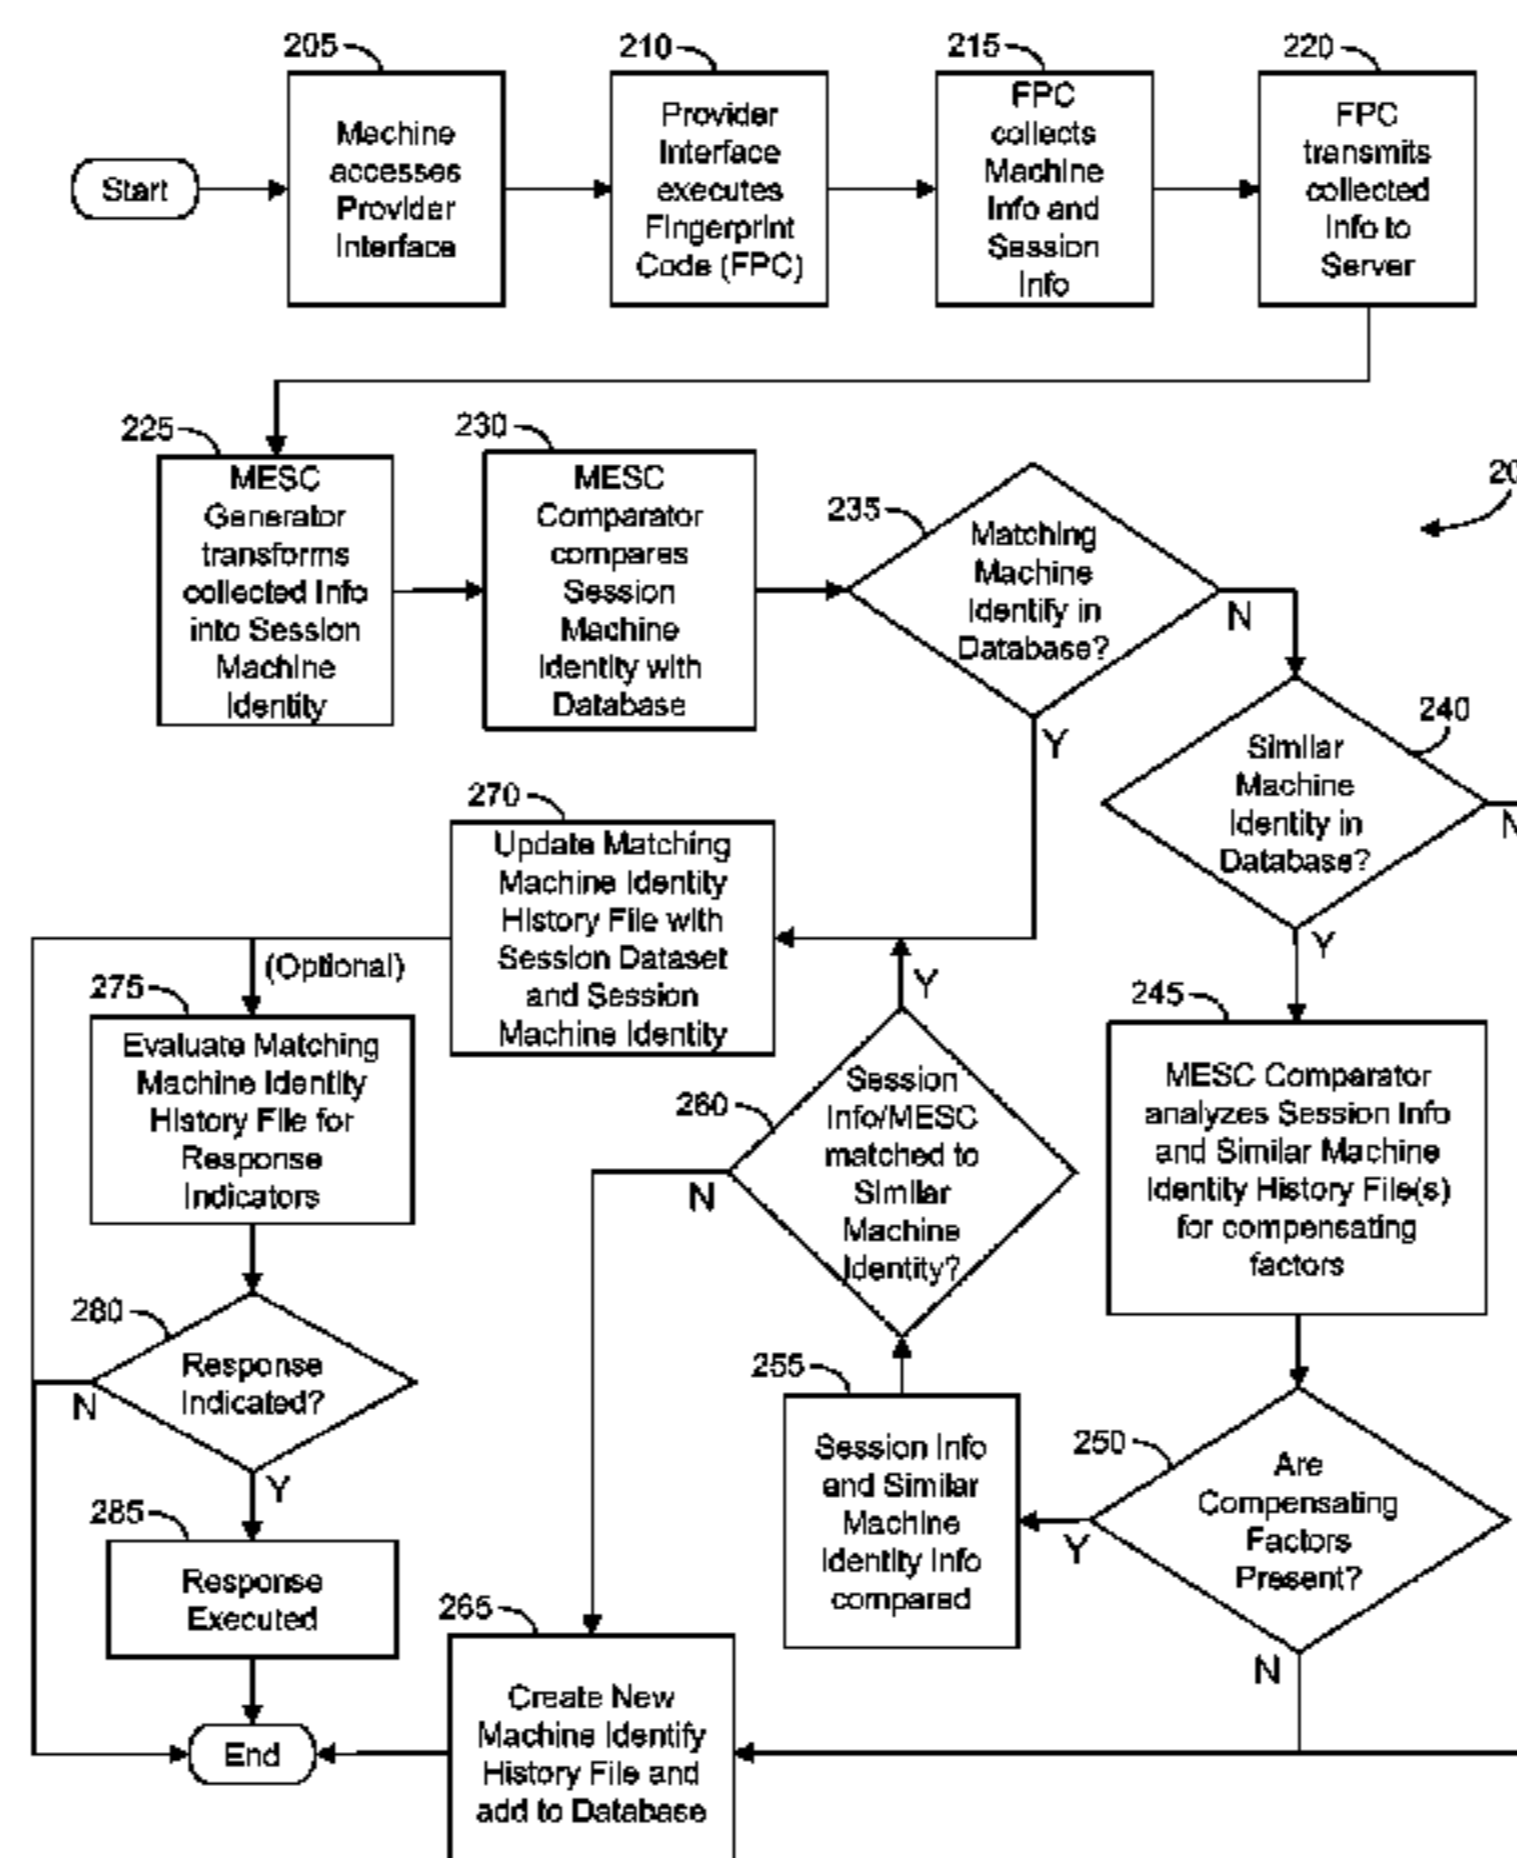 205
210
215
220
Start
Machine
accesses
Provider
Interface
Provider
Interface
executes
Fingerprint
Code (FPC)
FPC
collects
Machine
Info and
Session
Info
FPC
transmits
collected
Info to
Server
225
230
235
20
MESC
Generator
transforms
collected Info
into Session
Machine
Identity
MESC
Comparator
compares
Session
Machine
Identity with
Database
Matching
Machine
Identify in
Database?
N
Y
240
Similar
Machine
Identity in
Database?
N
Y
270
Update Matching
Machine Identity
History File with
Session Dataset
and Session
Machine Identity
(Optional)
275
Evaluate Matching
Machine Identity
History File for
Response
Indicators
245
MESC Comparator
analyzes Session Info
and Similar Machine
Identity History File(s)
for compensating
factors
Y
260
Session
Info/MESC
matched to
Similar
Machine
Identity?
N
280
Response
Indicated?
N
Y
255
Session Info
and Similar
Machine
Identity Info
compared
250
Are
Compensating
Factors
Present?
Y
N
285
Response
Executed
265
Create New
Machine Identify
History File and
add to Database
End